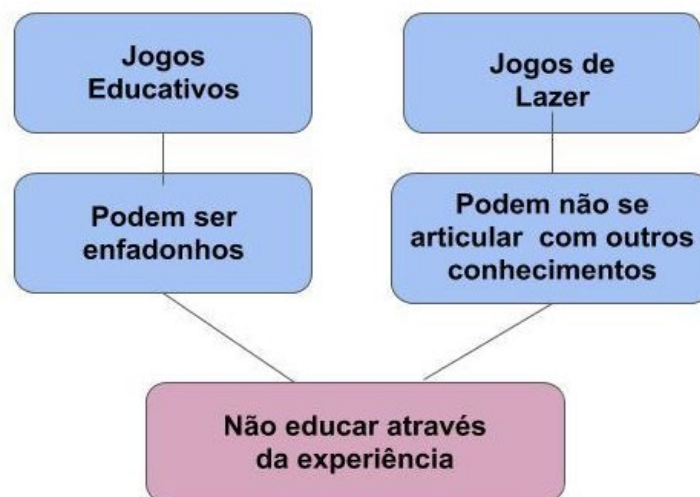 Jogos
Educativos
Jogos de
Lazer
Podem ser
enfadonhos
Podem não se
articular com outros
conhecimentos
Não educar através
da experiência